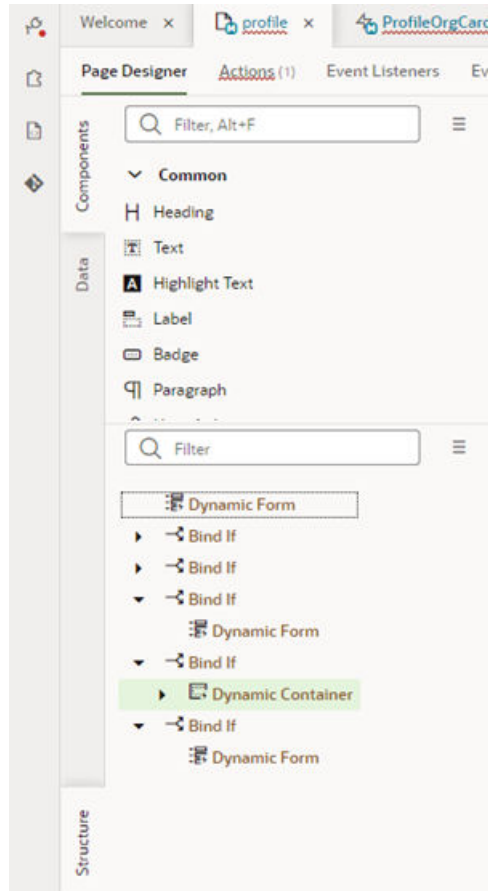 Welcome × profile × ProfileOrgCard
Page Designer Actions (1) Event Listeners Ev
Components
Data
Filter, Alt+F
Common
Heading
Text
Highlight Text
Label
Badge
Paragraph
Filter
Dynamic Form
Bind If
Bind If
Bind If
Dynamic Form
Bind If
Dynamic Container
Bind If
Dynamic Form
Structure